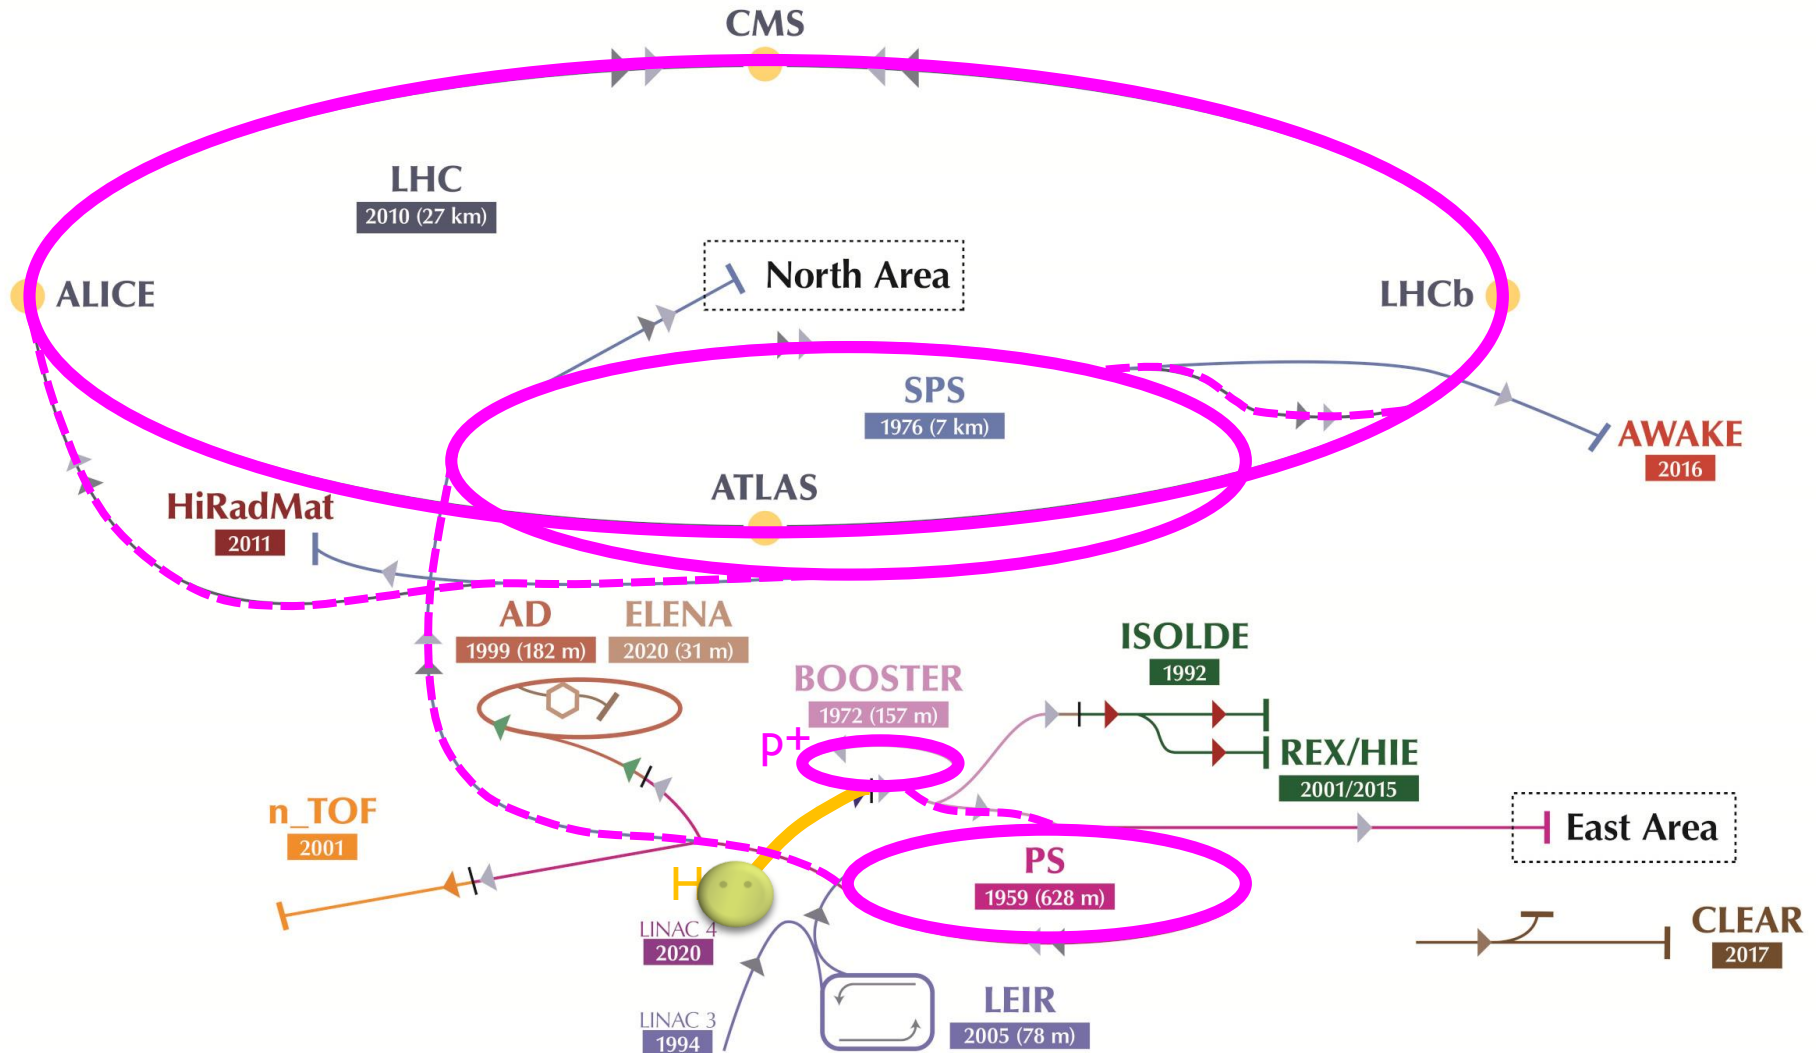 CMS
LHC
2010 (27 km)
North Area
ALICE
LHCb
SPS
1976 (7 km)
AWAKE
2016
ATLAS
HiRadMat
2011
AD
1999 (182 m)
ELENA
2020 (31 m)
ISOLDE
1992
BOOSTER
1972 (157 m)
p+
REX/HIE
2001/2015
n_TOF
2001
East Area
PS
1959 (628 m)
H
LINAC 4
2020
CLEAR
2017
LEIR
2005 (78 m)
LINAC 3
1994